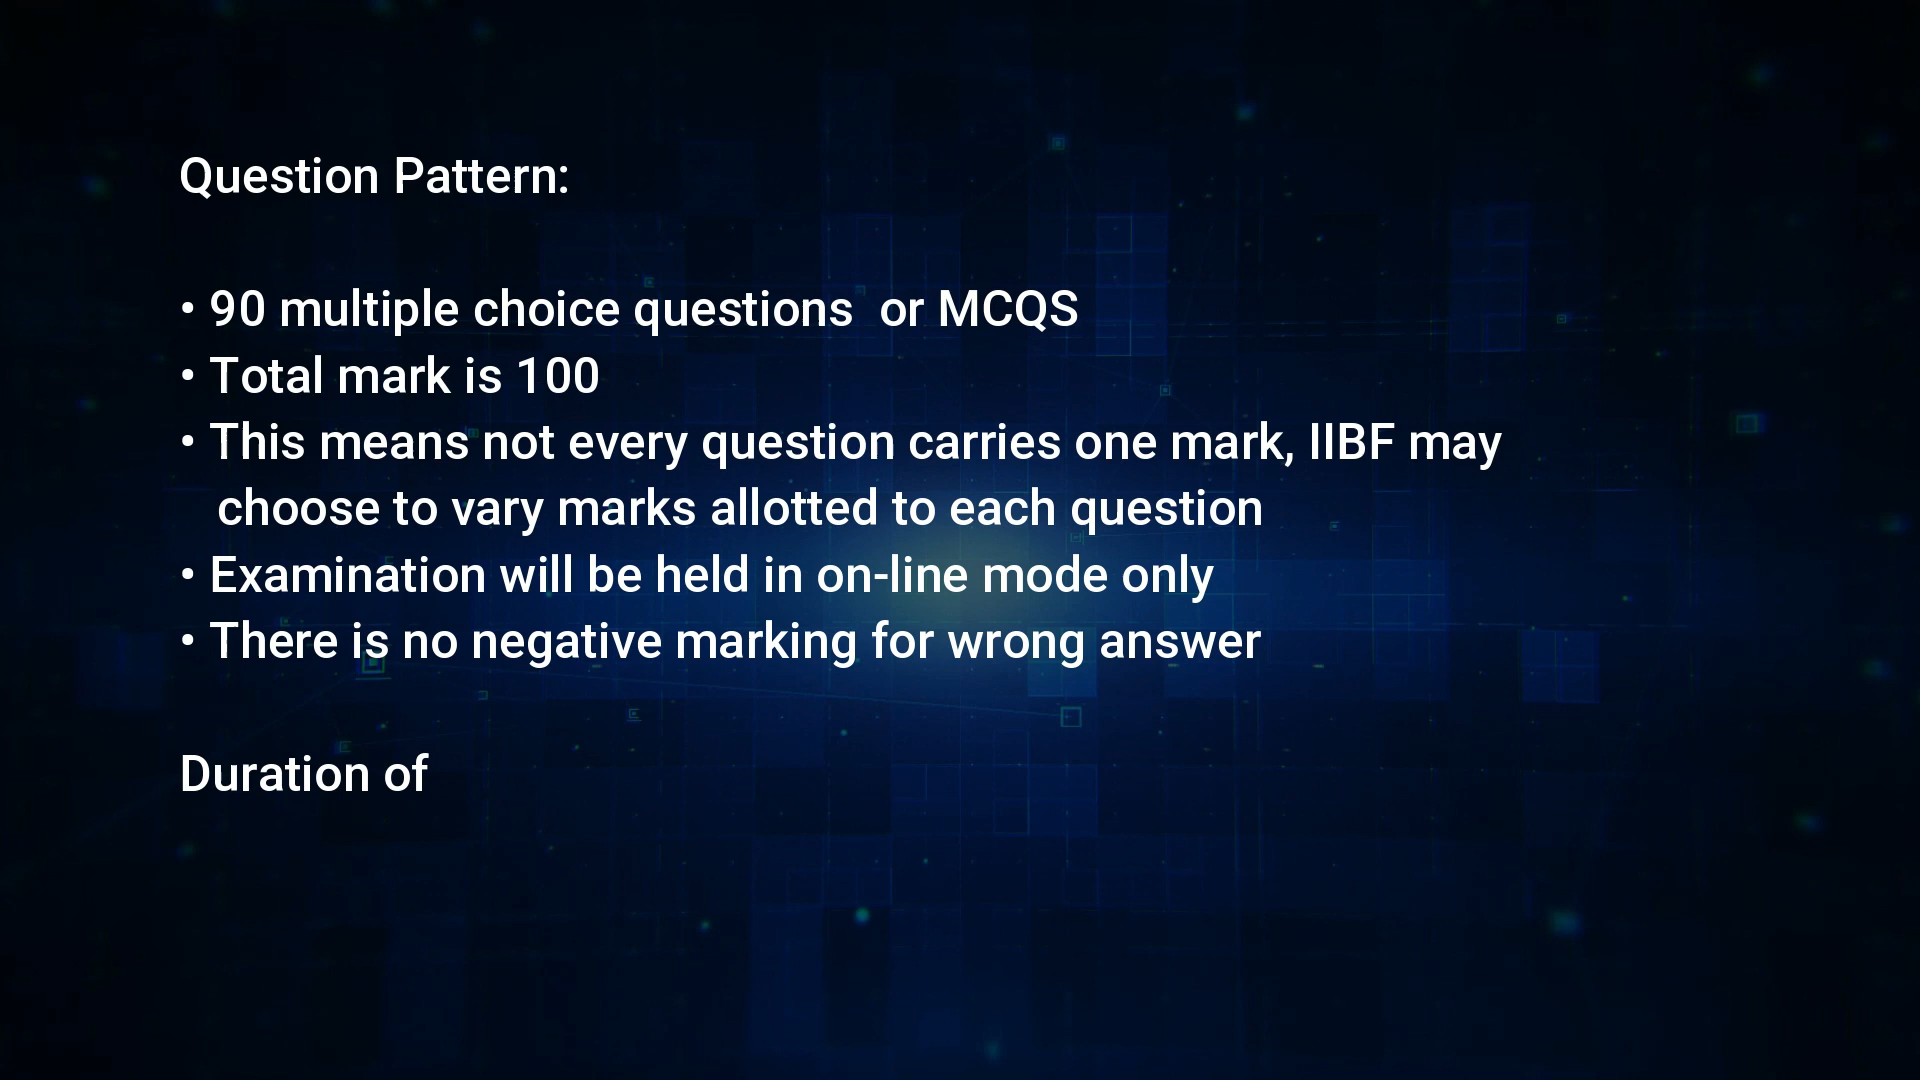 Question Pattern:
• 90 multiple choice questions  or MCQS
• Total mark is 100
• This means not every question carries one mark, IIBF may
choose to vary marks allotted to each question
• Examination will be held in on-line mode only
• There is no negative marking for wrong answer
Duration of